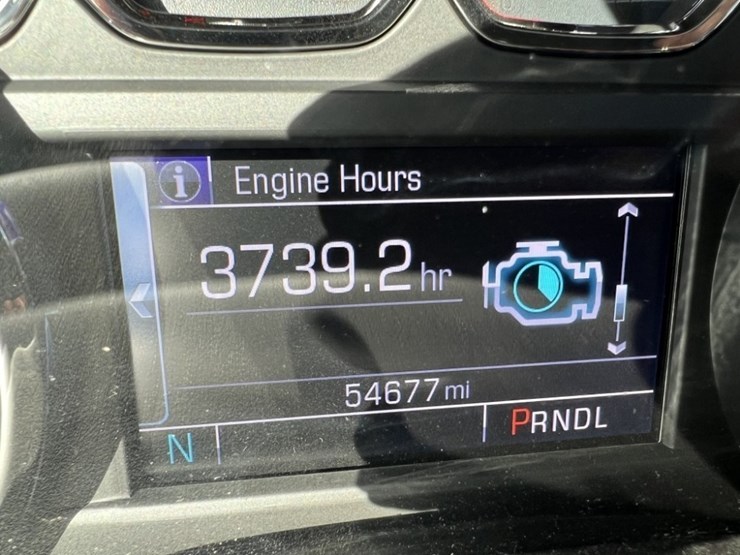 i Engine Hours
3739.2 hr
54677 mi
N PRNDL